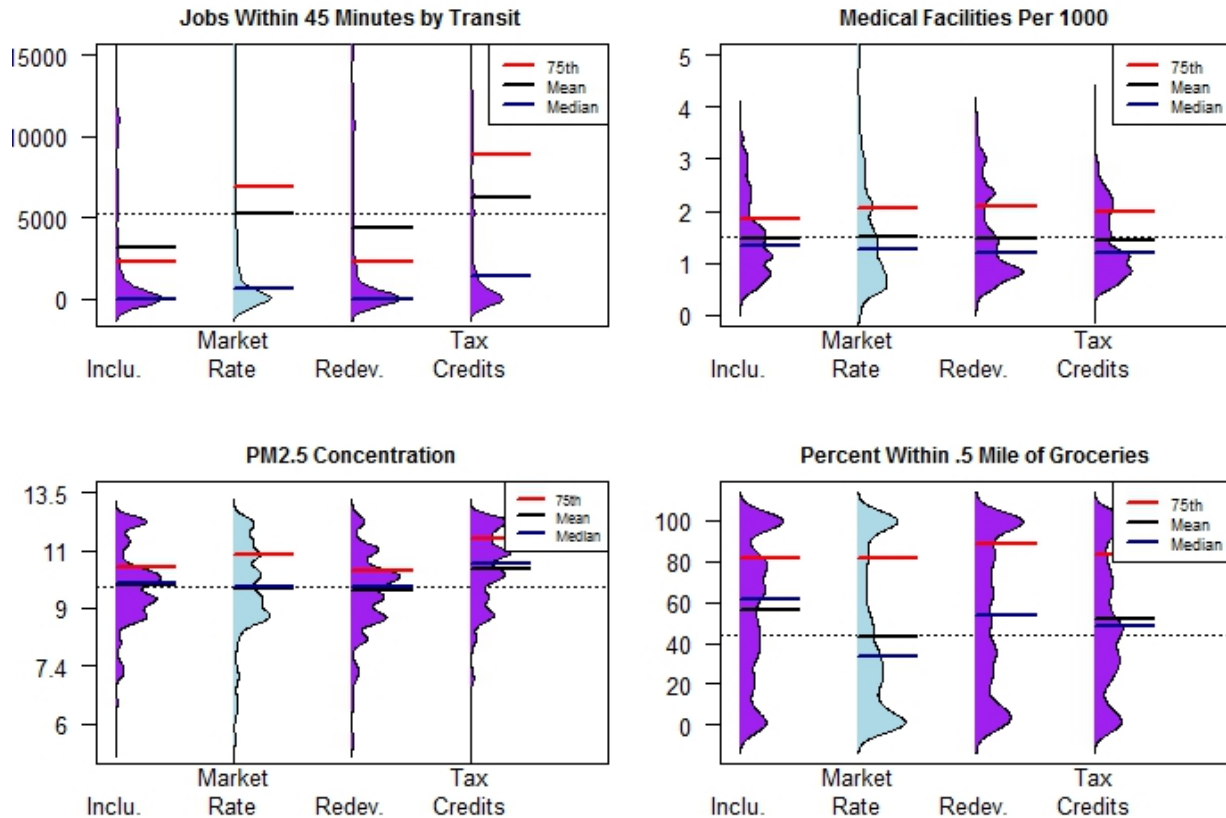 Jobs Within 45 Minutes by Transit
15000
10000
5000
0
75th
Mean
Median
Market
Tax
Inclu.
Rate
Redev.
Credits
Medical Facilities Per 1000
5
4
3
2
1
0
75th
Mean
Median
Market
Tax
Inclu.
Rate
Redev.
Credits
PM2.5 Concentration
13.5
11
9
7.4
6
75th
Mean
Median
Market
Tax
Inclu.
Rate
Redev.
Credits
Percent Within .5 Mile of Groceries
100
80
60
40
20
0
75th
Mean
Median
Market
Tax
Inclu.
Rate
Redev.
Credits